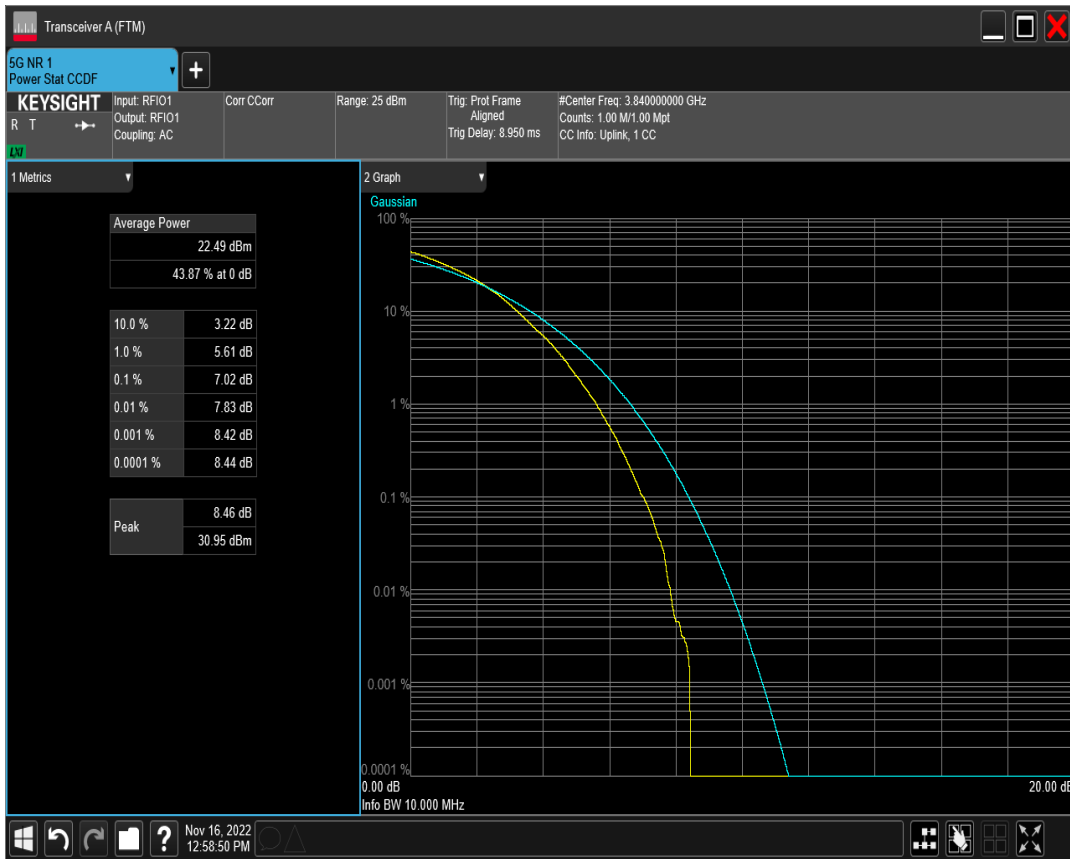 Transceiver A (FTM)
5G NR 1
Power Stat CCDF
+
KEYSIGHT
R T
LXI
Input: RFIO1
Output: RFIO1
Coupling: AC
Corr CCorr
Range: 25 dBm
Trig: Prot Frame
Aligned
Trig Delay: 8.950 ms
#Center Freq: 3.840000000 GHz
Counts: 1.00 M/1.00 Mpt
CC Info: Uplink, 1 CC
1 Metrics
Average Power
22.49 dBm
43.87 % at 0 dB
10.0 % 3.22 dB
1.0 % 5.61 dB
0.1 % 7.02 dB
0.01 % 7.83 dB
0.001 % 8.42 dB
0.0001 % 8.44 dB
Peak
8.46 dB
30.95 dBm
2 Graph
Gaussian
100 %
10 %
1 %
0.1 %
0.01 %
0.001 %
0.0001 %
0.00 dB 20.00 dB
Info BW 10.000 MHz
?
Nov 16, 2022
12:58:50 PM